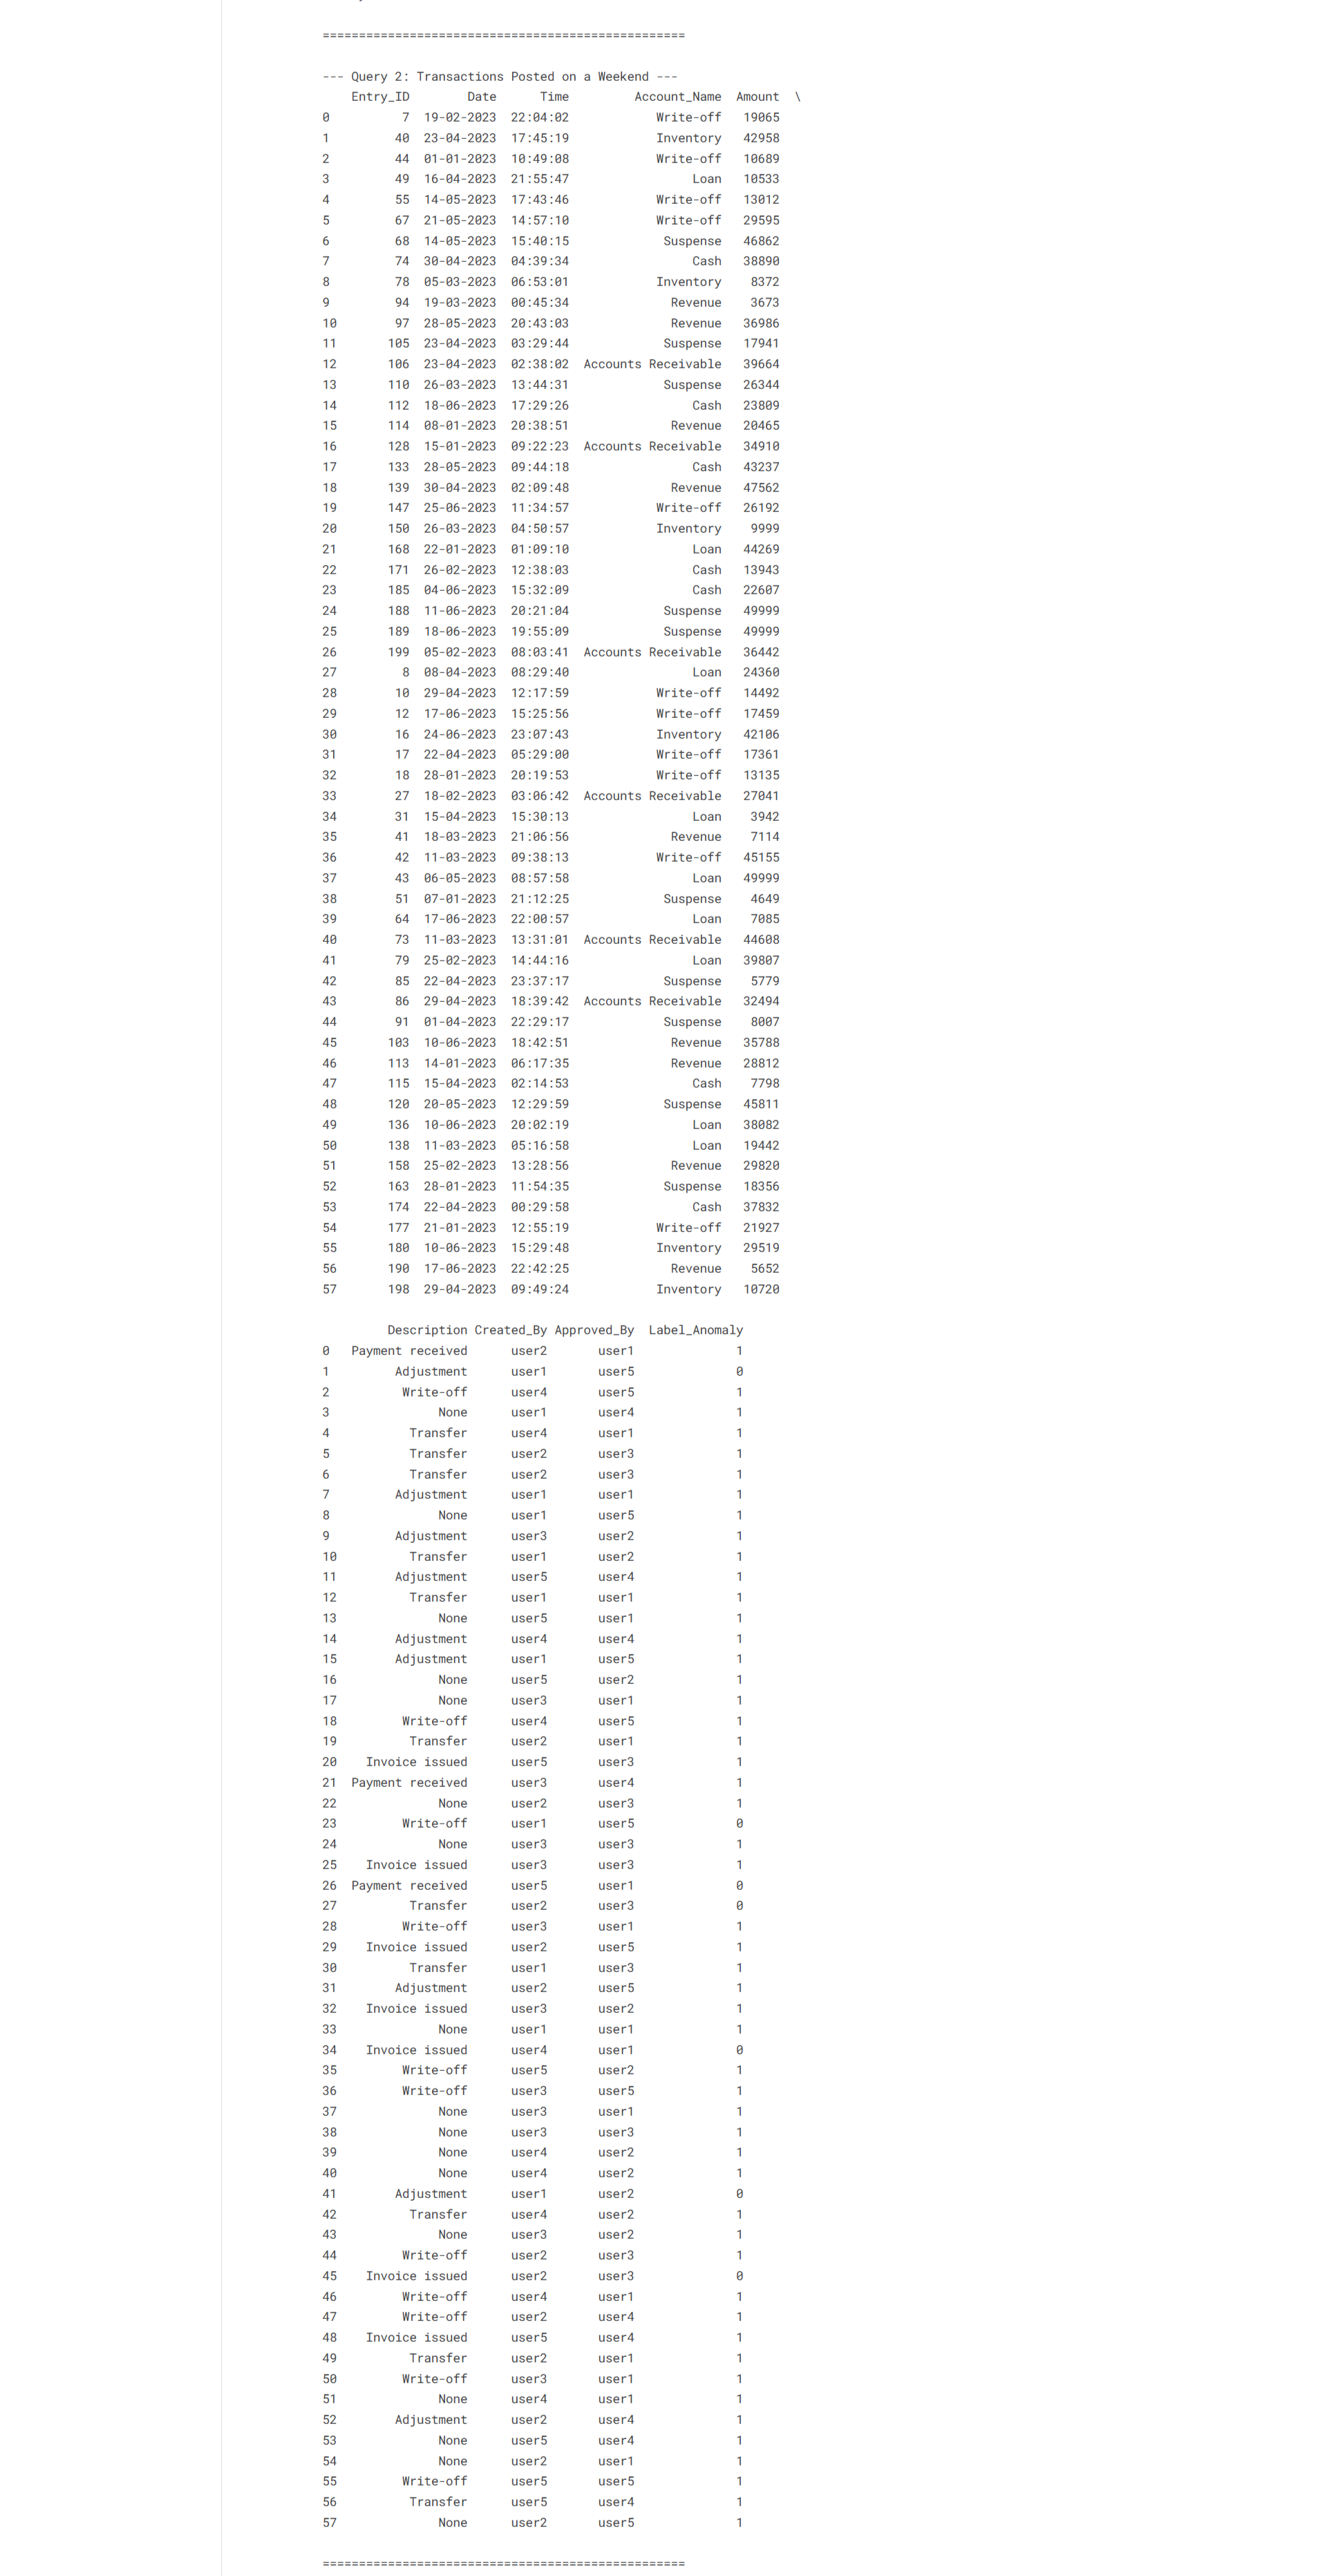 ==================================================
--- Query 2: Transactions Posted on a Weekend ---
    Entry_ID        Date      Time         Account_Name  Amount  \
0          7  19-02-2023  22:04:02            Write-off   19065
1         40  23-04-2023  17:45:19            Inventory   42958
2         44  01-01-2023  10:49:08            Write-off   10689
3         49  16-04-2023  21:55:47                 Loan   10533
4         55  14-05-2023  17:43:46            Write-off   13012
5         67  21-05-2023  14:57:10            Write-off   29595
6         68  14-05-2023  15:40:15             Suspense   46862
7         74  30-04-2023  04:39:34                 Cash   38890
8         78  05-03-2023  06:53:01            Inventory    8372
9         94  19-03-2023  00:45:34              Revenue    3673
10        97  28-05-2023  20:43:03              Revenue   36986
11       105  23-04-2023  03:29:44             Suspense   17941
12       106  23-04-2023  02:38:02  Accounts Receivable   39664
13       110  26-03-2023  13:44:31             Suspense   26344
14       112  18-06-2023  17:29:26                 Cash   23809
15       114  08-01-2023  20:38:51              Revenue   20465
16       128  15-01-2023  09:22:23  Accounts Receivable   34910
17       133  28-05-2023  09:44:18                 Cash   43237
18       139  30-04-2023  02:09:48              Revenue   47562
19       147  25-06-2023  11:34:57            Write-off   26192
20       150  26-03-2023  04:50:57            Inventory    9999
21       168  22-01-2023  01:09:10                 Loan   44269
22       171  26-02-2023  12:38:03                 Cash   13943
23       185  04-06-2023  15:32:09                 Cash   22607
24       188  11-06-2023  20:21:04             Suspense   49999
25       189  18-06-2023  19:55:09             Suspense   49999
26       199  05-02-2023  08:03:41  Accounts Receivable   36442
27         8  08-04-2023  08:29:40                 Loan   24360
28        10  29-04-2023  12:17:59            Write-off   14492
29        12  17-06-2023  15:25:56            Write-off   17459
30        16  24-06-2023  23:07:43            Inventory   42106
31        17  22-04-2023  05:29:00            Write-off   17361
32        18  28-01-2023  20:19:53            Write-off   13135
33        27  18-02-2023  03:06:42  Accounts Receivable   27041
34        31  15-04-2023  15:30:13                 Loan    3942
35        41  18-03-2023  21:06:56              Revenue    7114
36        42  11-03-2023  09:38:13            Write-off   45155
37        43  06-05-2023  08:57:58                 Loan   49999
38        51  07-01-2023  21:12:25             Suspense    4649
39        64  17-06-2023  22:00:57                 Loan    7085
40        73  11-03-2023  13:31:01  Accounts Receivable   44608
41        79  25-02-2023  14:44:16                 Loan   39807
42        85  22-04-2023  23:37:17             Suspense    5779
43        86  29-04-2023  18:39:42  Accounts Receivable   32494
44        91  01-04-2023  22:29:17             Suspense    8007
45       103  10-06-2023  18:42:51              Revenue   35788
46       113  14-01-2023  06:17:35              Revenue   28812
47       115  15-04-2023  02:14:53                 Cash    7798
48       120  20-05-2023  12:29:59             Suspense   45811
49       136  10-06-2023  20:02:19                 Loan   38082
50       138  11-03-2023  05:16:58                 Loan   19442
51       158  25-02-2023  13:28:56              Revenue   29820
52       163  28-01-2023  11:54:35             Suspense   18356
53       174  22-04-2023  00:29:58                 Cash   37832
54       177  21-01-2023  12:55:19            Write-off   21927
55       180  10-06-2023  15:29:48            Inventory   29519
56       190  17-06-2023  22:42:25              Revenue    5652
57       198  29-04-2023  09:49:24            Inventory   10720
         Description Created_By Approved_By  Label_Anomaly
0   Payment received      user2       user1              1
1         Adjustment      user1       user5              0
2          Write-off      user4       user5              1
3               None      user1       user4              1
4           Transfer      user4       user1              1
5           Transfer      user2       user3              1
6           Transfer      user2       user3              1
7         Adjustment      user1       user1              1
8               None      user1       user5              1
9         Adjustment      user3       user2              1
10          Transfer      user1       user2              1
11        Adjustment      user5       user4              1
12          Transfer      user1       user1              1
13              None      user5       user1              1
14        Adjustment      user4       user4              1
15        Adjustment      user1       user5              1
16              None      user5       user2              1
17              None      user3       user1              1
18         Write-off      user4       user5              1
19          Transfer      user2       user1              1
20    Invoice issued      user5       user3              1
21  Payment received      user3       user4              1
22              None      user2       user3              1
23         Write-off      user1       user5              0
24              None      user3       user3              1
25    Invoice issued      user3       user3              1
26  Payment received      user5       user1              0
27          Transfer      user2       user3              0
28         Write-off      user3       user1              1
29    Invoice issued      user2       user5              1
30          Transfer      user1       user3              1
31        Adjustment      user2       user5              1
32    Invoice issued      user3       user2              1
33              None      user1       user1              1
34    Invoice issued      user4       user1              0
35         Write-off      user5       user2              1
36         Write-off      user3       user5              1
37              None      user3       user1              1
38              None      user3       user3              1
39              None      user4       user2              1
40              None      user4       user2              1
41        Adjustment      user1       user2              0
42          Transfer      user4       user2              1
43              None      user3       user2              1
44         Write-off      user2       user3              1
45    Invoice issued      user2       user3              0
46         Write-off      user4       user1              1
47         Write-off      user2       user4              1
48    Invoice issued      user5       user4              1
49          Transfer      user2       user1              1
50         Write-off      user3       user1              1
51              None      user4       user1              1
52        Adjustment      user2       user4              1
53              None      user5       user4              1
54              None      user2       user1              1
55         Write-off      user5       user5              1
56          Transfer      user5       user4              1
57              None      user2       user5              1
==================================================